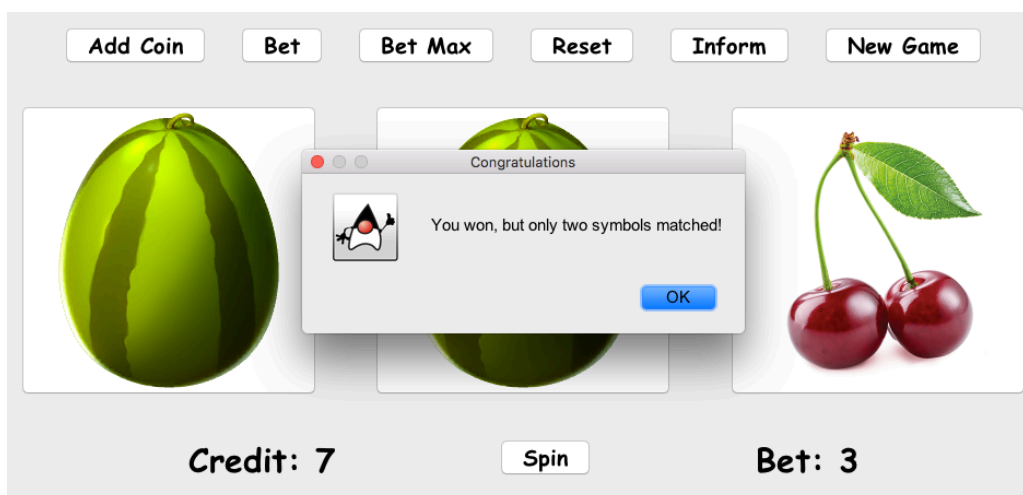 Add Coin
Bet
Bet Max
Reset
Inform
New Game
Congratulations
You won, but only two symbols matched!
OK
Credit: 7
Spin
Bet: 3